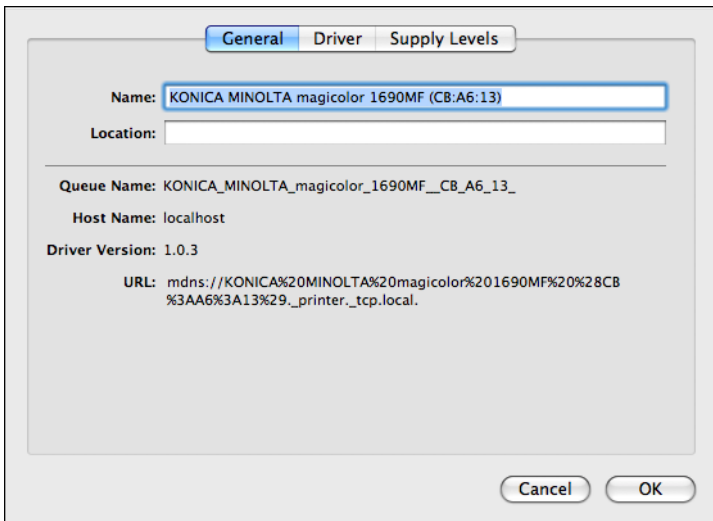 General Driver Supply Levels
Name: KONICA MINOLTA magicolor 1690MF (CB:A6:13)
Location:
Queue Name: KONICA_MINOLTA_magicolor_1690MF__CB_A6_13_
Host Name: localhost
Driver Version: 1.0.3
URL: mdns://KONICA%20MINOLTA%20magicolor%201690MF%20%28CB
%3AA6%3A13%29._printer._tcp.local.
Cancel OK